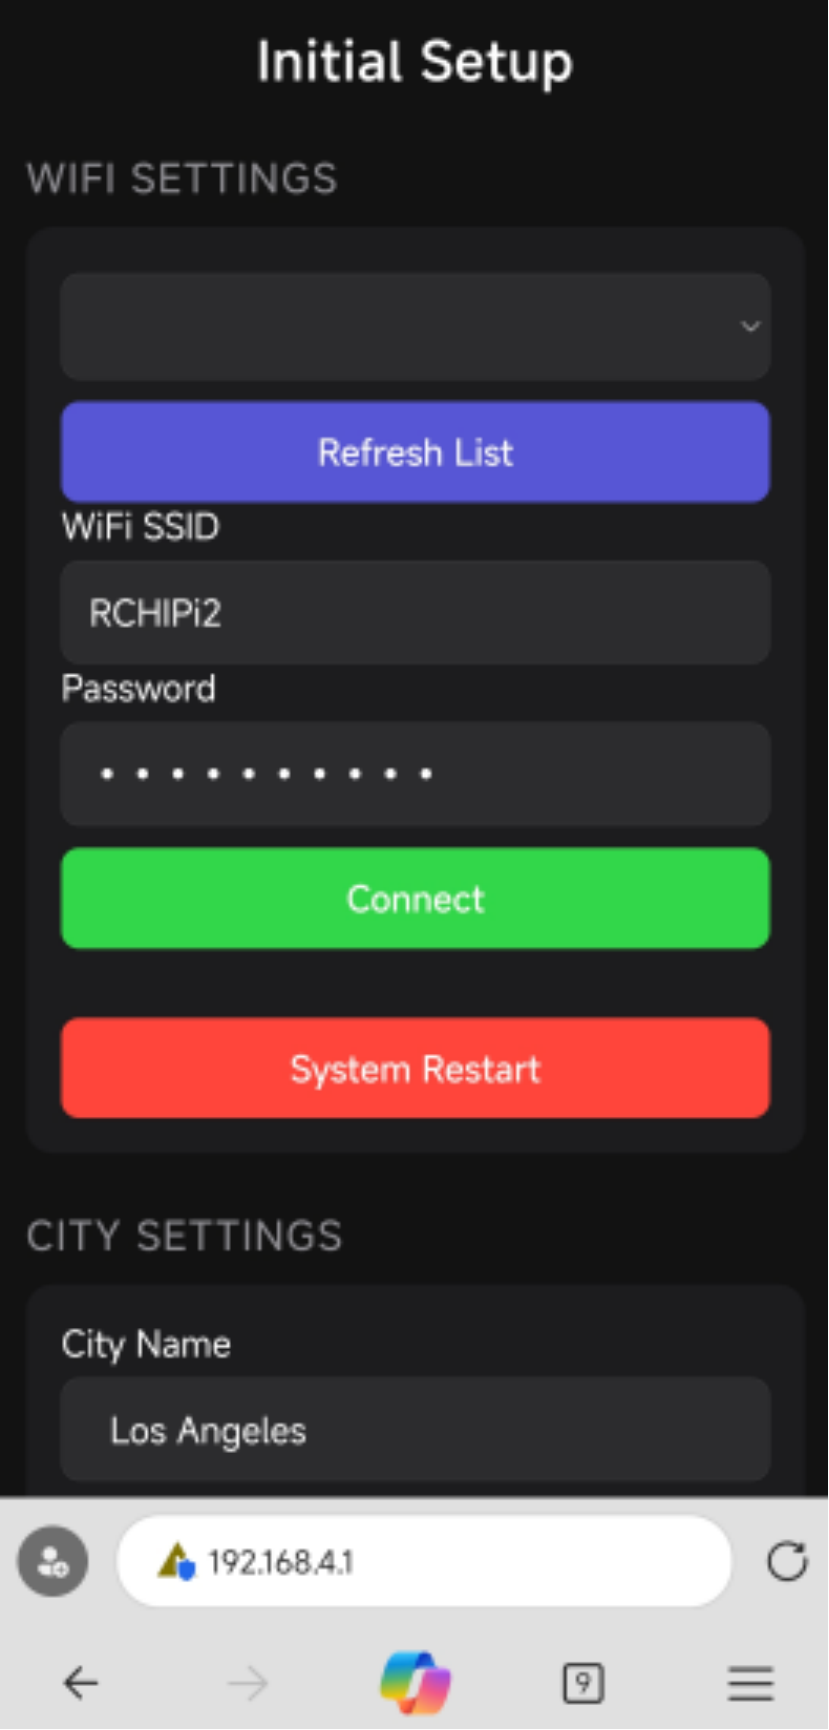 Initial Setup
WIFI SETTINGS
Refresh List
WiFi SSID
RCHIPi2
Password
Connect
System Restart
CITY SETTINGS
City Name
Los Angeles
192.168.4.1
9